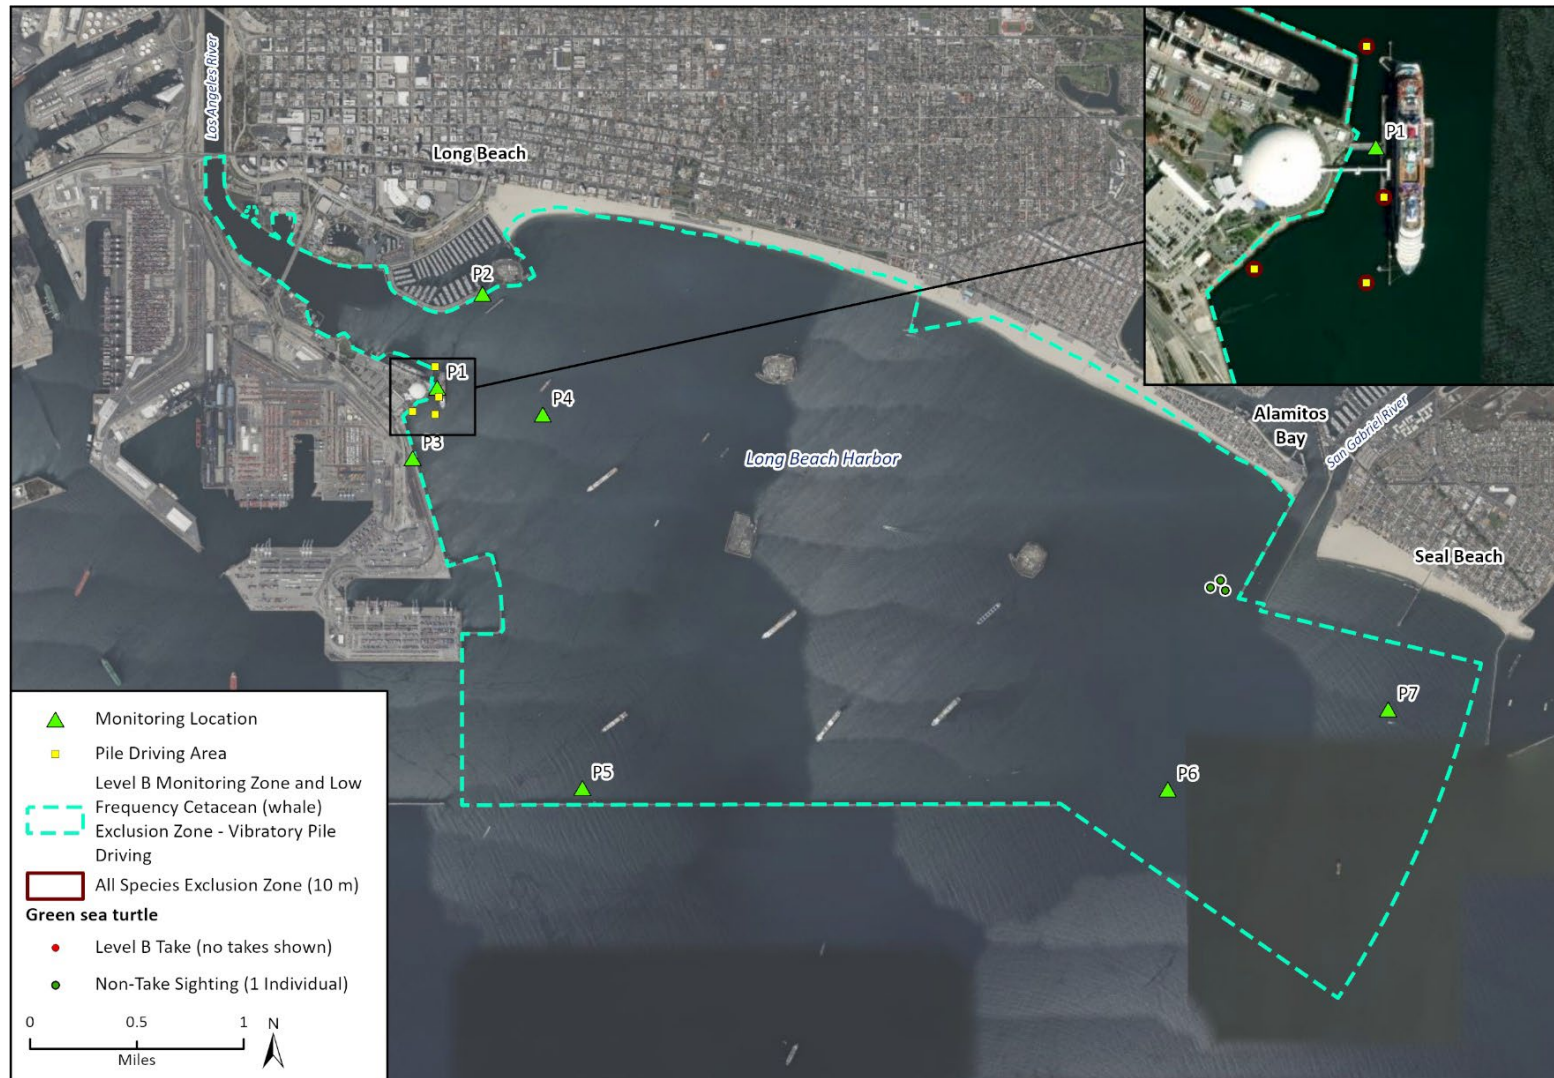 Los Angeles River
Long Beach
P1
P2
P1
P4
P3
Long Beach Harbor
Alamitos
Bay
San Gabriel River
Seal Beach
P7
P5
P6
Monitoring Location
Pile Driving Area
Level B Monitoring Zone and Low
Frequency Cetacean (whale)
Exclusion Zone - Vibratory Pile
Driving
All Species Exclusion Zone (10 m)
Green sea turtle
Level B Take (no takes shown)
Non-Take Sighting (1 Individual)
0 0.5 1
Miles
N